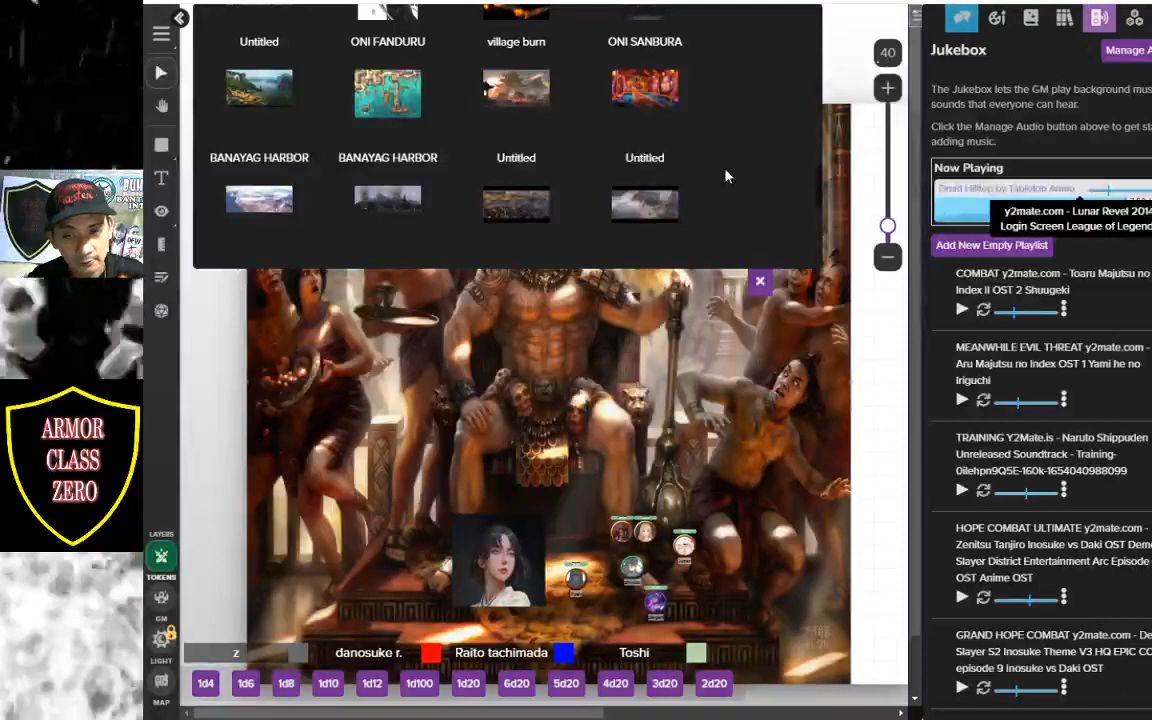 Untitled
ONI FANDURU
village burn
ONI SANBURA
BANAYAG HARBOR
BANAYAG HARBOR
Untitled
Untitled
40
ARMOR
CLASS
ZERO
LAYERS
TOKENS
GM
LIGHT
MAP
z
danosuke r.
Raito tachimada
Toshi
1d4
1d6
1d8
1d10
1d12
1d100
1d20
6d20
5d20
4d20
3d20
2d20
Jukebox
Manage A
The Jukebox lets the GM play background mus
sounds that everyone can hear.
Click the Manage Audio button above to get sta
adding music.
Now Playing
Druid Hilltop by Tabletop Audio
y2mate.com - Lunar Revel 2014
Login Screen League of Legend
Add New Empty Playlist
COMBAT y2mate.com - Toaru Majutsu no
Index II OST 2 Shuugeki
MEANWHILE EVIL THREAT y2mate.com -
Aru Majutsu no Index OST 1 Yami he no
Iriguchi
TRAINING Y2Mate.is - Naruto Shippuden
Unreleased Soundtrack - Training-
0ilehpn9Q5E-160k-1654040988099
HOPE COMBAT ULTIMATE y2mate.com -
Zenitsu Tanjiro Inosuke vs Daki OST Dem
Slayer District Entertainment Arc Episode
OST Anime OST
GRAND HOPE COMBAT y2mate.com - De
Slayer S2 Inosuke Theme V3 HQ EPIC CO
episode 9 Inosuke vs Daki OST